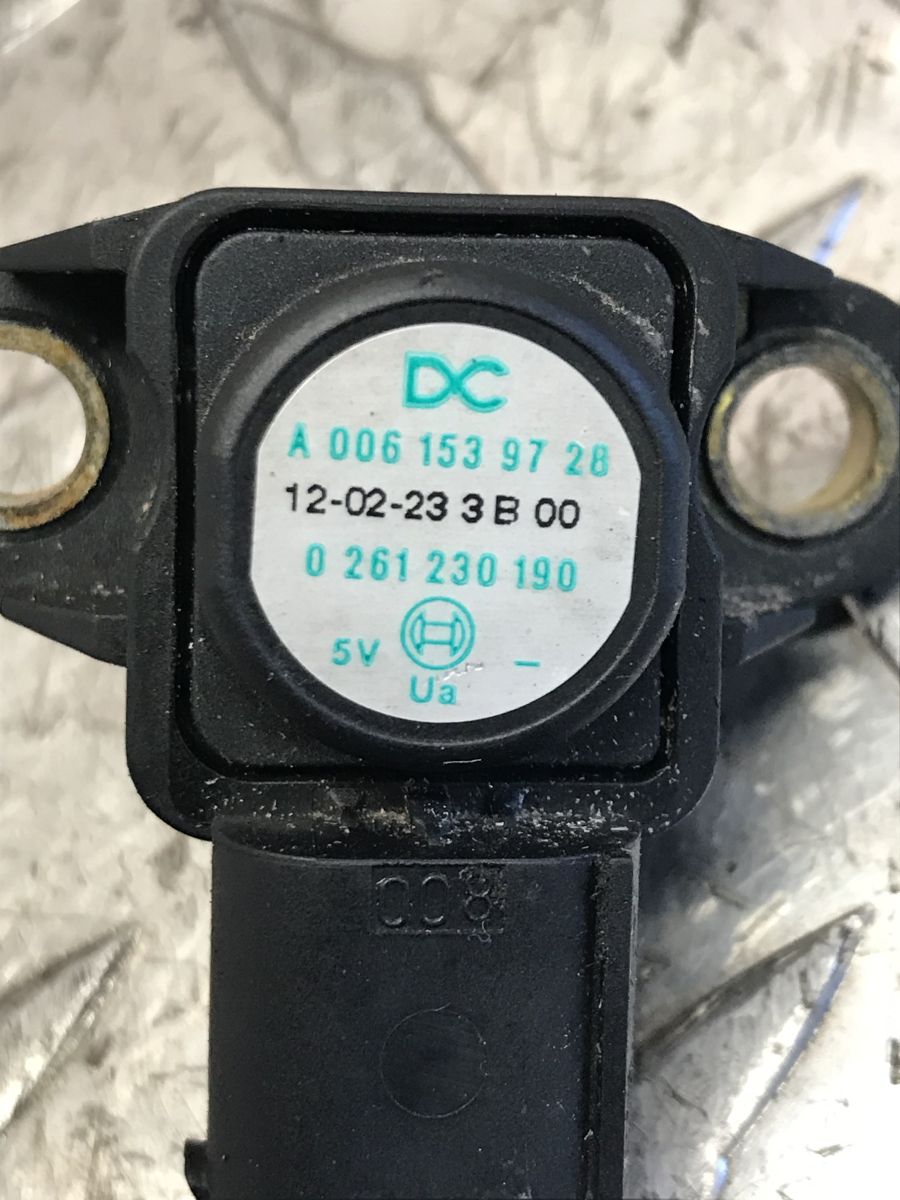 DC
A 006 153 97 28
12-02-23 3 B 00
0 261 230 190
5V –
Ua
008